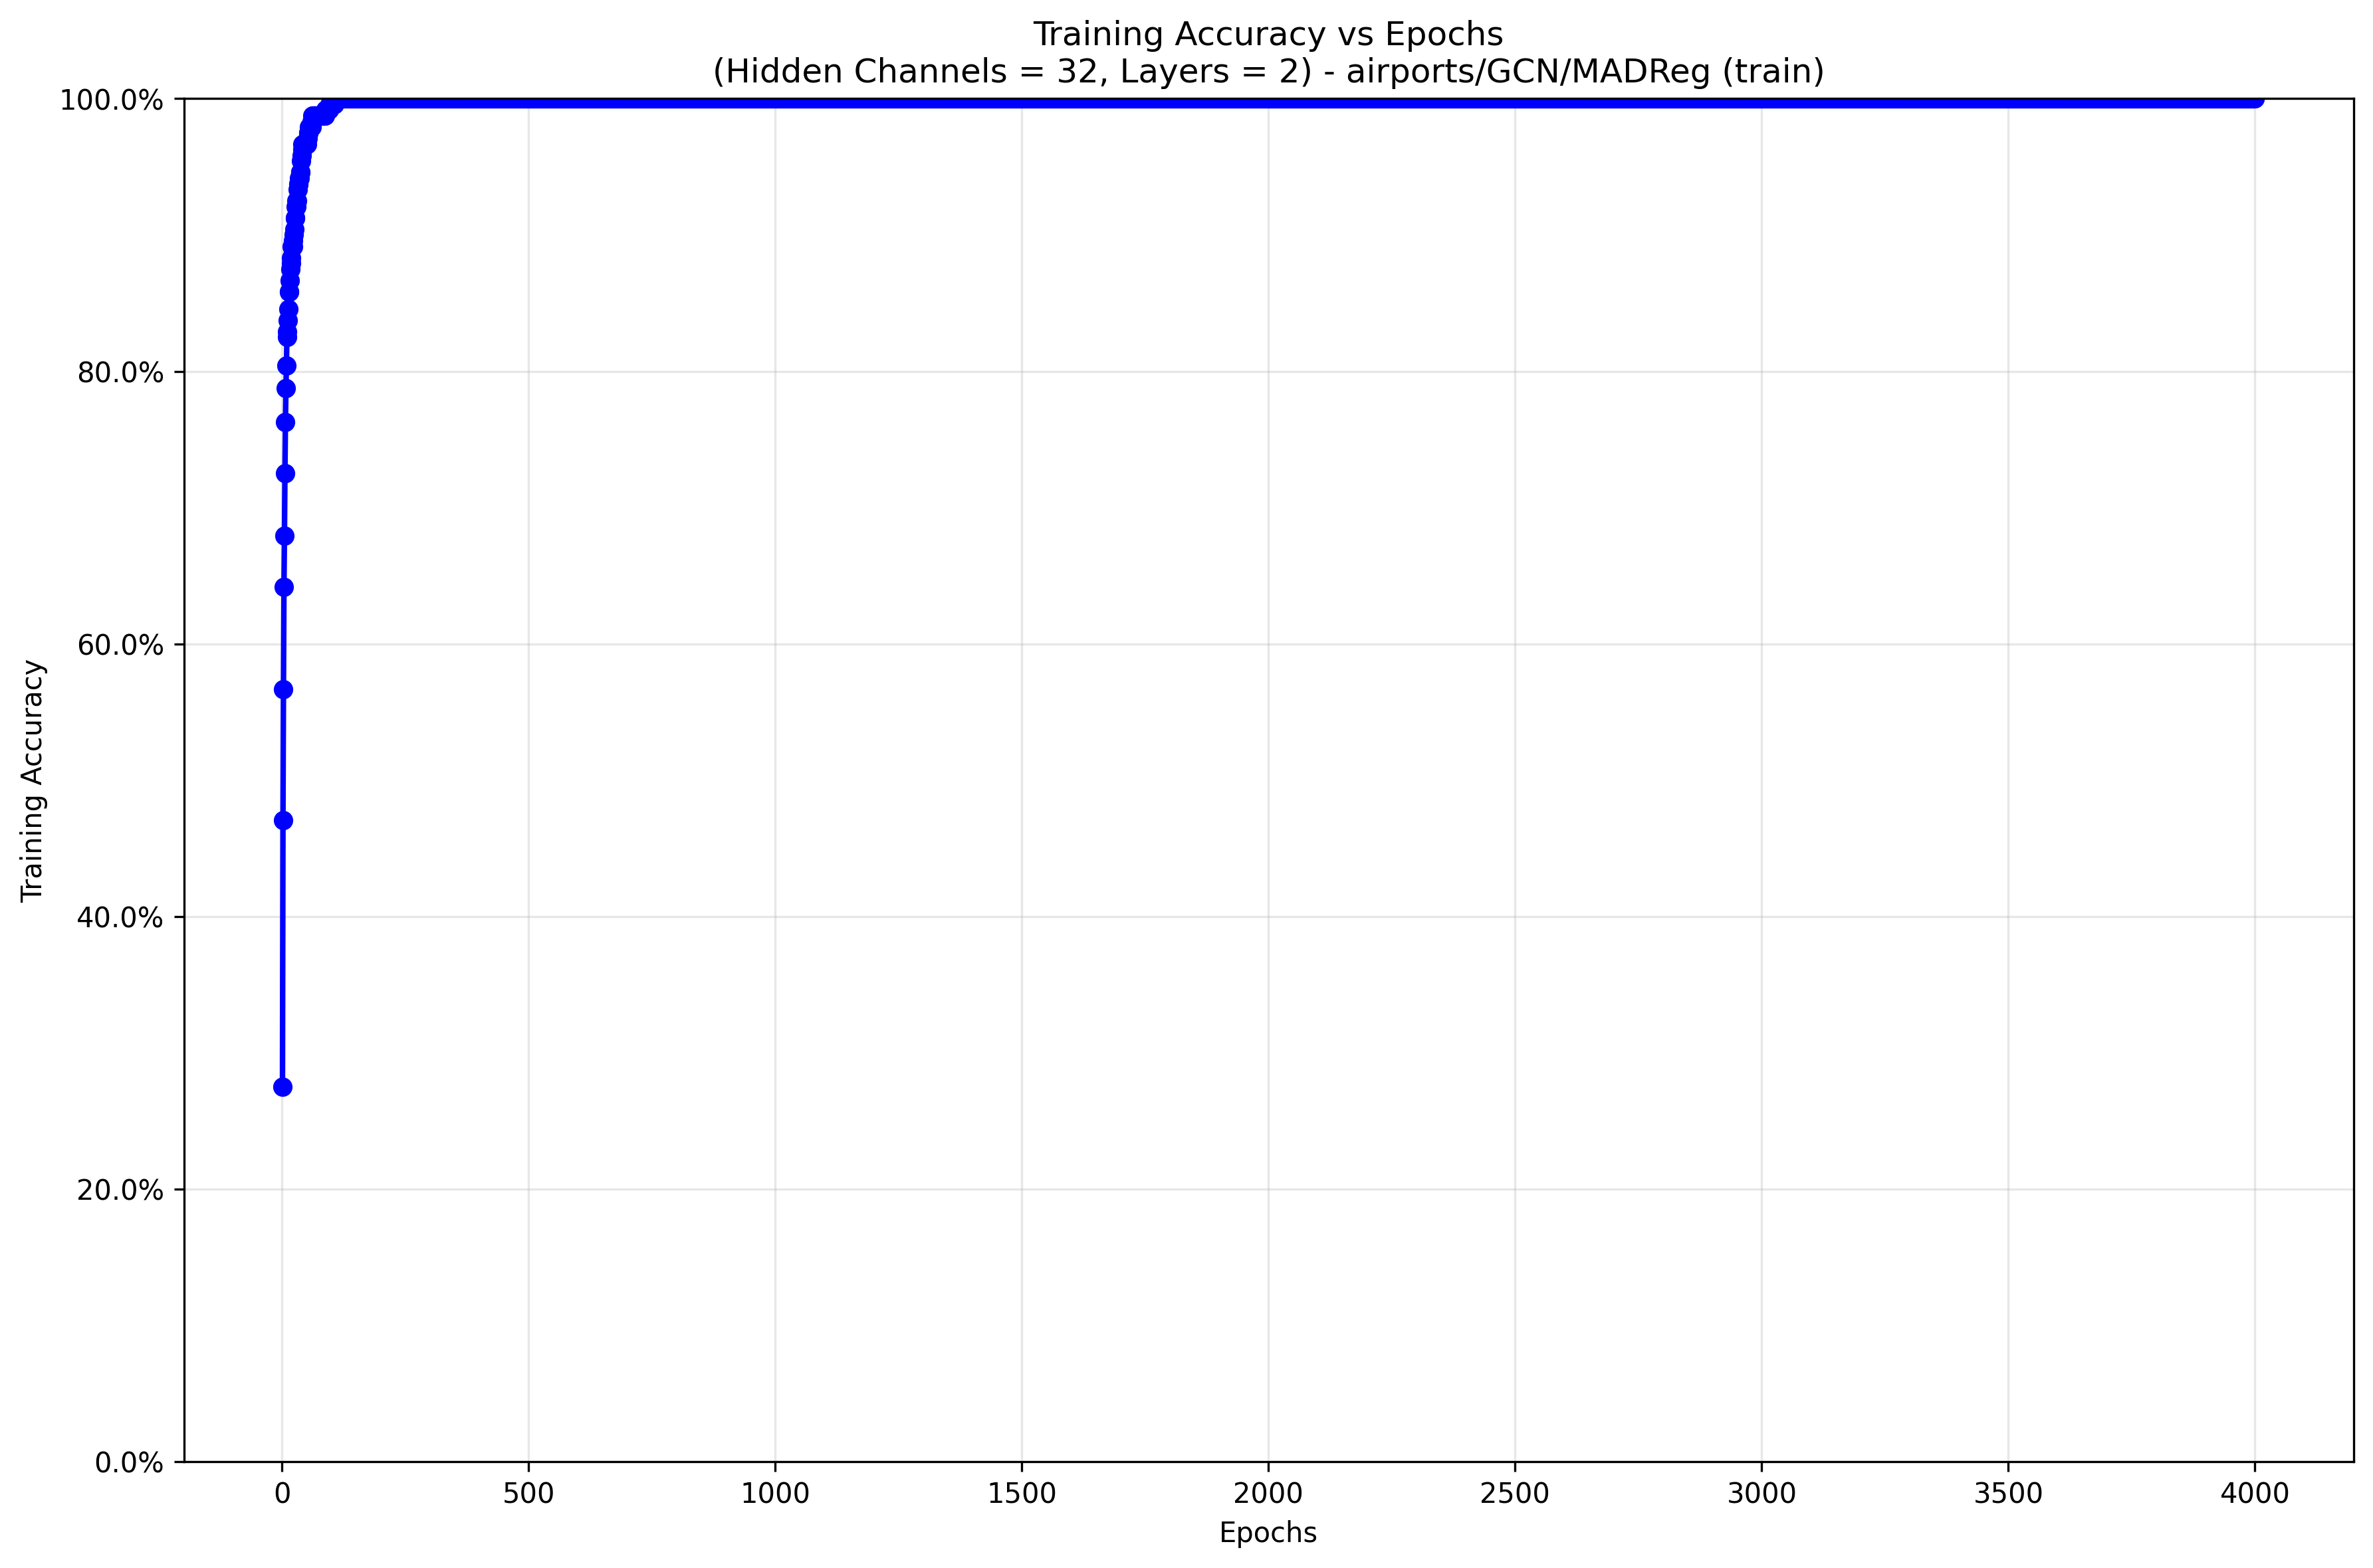 Training Accuracy vs Epochs
(Hidden Channels = 32, Layers = 2) - airports/GCN/MADReg (train)
Training Accuracy
100.0%
80.0%
60.0%
40.0%
20.0%
0.0%
0 500 1000 1500 2000 2500 3000 3500 4000
Epochs